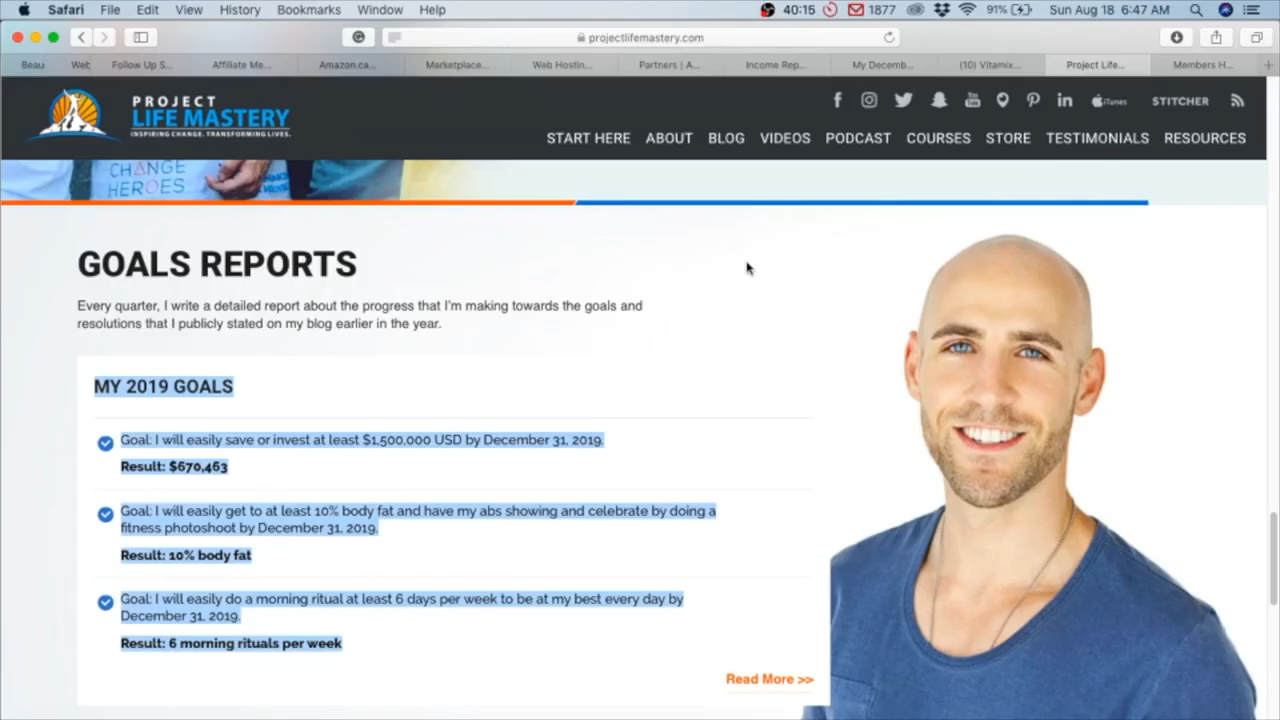 Safari File Edit View History Bookmarks Window Help 40:15 1877 91% Sun Aug 18 6:47 AM
projectlifemastery.com
Beau Web Follow Up S... Affiliate Me... Amazon.ca... Marketplace... Web Hostin... Partners | A... Income Rep... My Decemb... (10) Vitamix... Project Life... Members H...
PROJECT
LIFE MASTERY
INSPIRING CHANGE. TRANSFORMING LIVES.
iTunes STITCHER
START HERE ABOUT BLOG VIDEOS PODCAST COURSES STORE TESTIMONIALS RESOURCES
CHANGE
HEROES
GOALS REPORTS
Every quarter, I write a detailed report about the progress that I'm making towards the goals and
resolutions that I publicly stated on my blog earlier in the year.
MY 2019 GOALS
Goal: I will easily save or invest at least $1,500,000 USD by December 31, 2019.
Result: $670,463
Goal: I will easily get to at least 10% body fat and have my abs showing and celebrate by doing a
fitness photoshoot by December 31, 2019.
Result: 10% body fat
Goal: I will easily do a morning ritual at least 6 days per week to be at my best every day by
December 31, 2019.
Result: 6 morning rituals per week
Read More >>